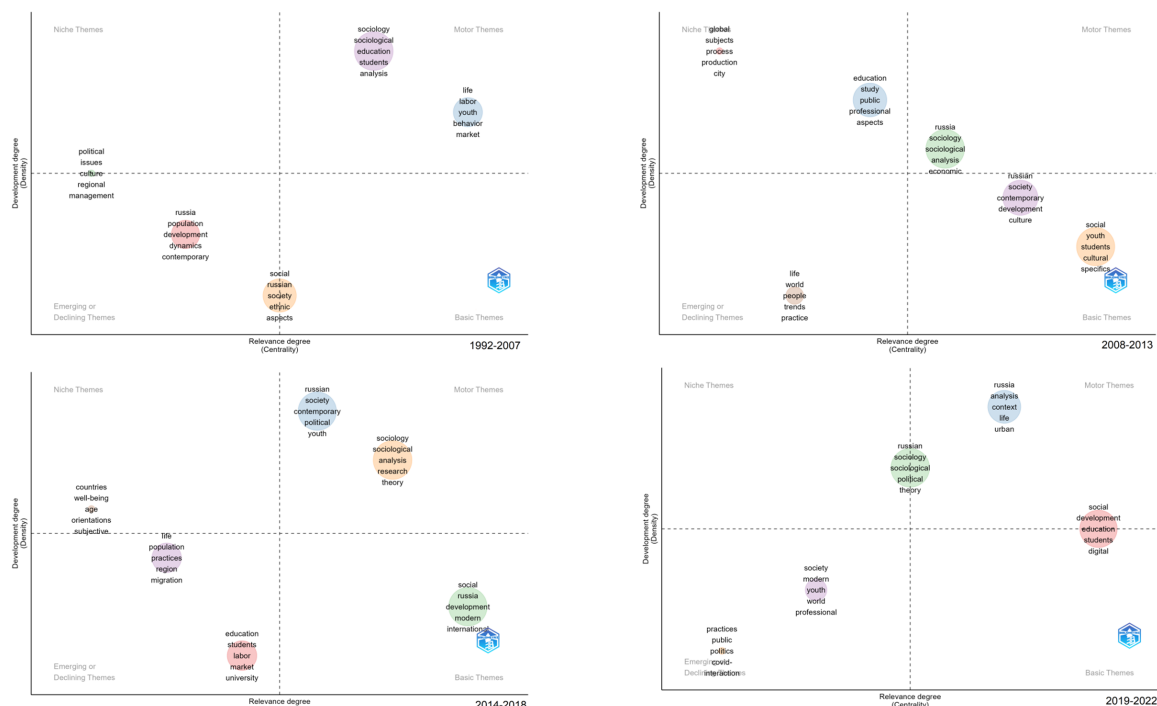 Niche Themes
Motor Themes
sociology
sociological
education
students
analysis
life
labor
youth
behavior
market
political
issues
culture
regional
management
russia
population
development
dynamics
contemporary
social
russian
society
ethnic
aspects
Emerging or
Declining Themes
Basic Themes
Development degree
(Density)
Relevance degree
(Centrality)
1992-2007
Niche Themes
Motor Themes
global
subjects
process
production
city
education
study
public
professional
aspects
russia
sociology
sociological
analysis
economic
russian
society
contemporary
development
culture
social
youth
students
cultural
specifics
life
world
people
trends
practice
Emerging or
Declining Themes
Basic Themes
Development degree
(Density)
Relevance degree
(Centrality)
2008-2013
Niche Themes
Motor Themes
russian
society
contemporary
political
youth
sociology
sociological
analysis
research
theory
countries
well-being
age
orientations
subjective
life
population
practices
region
migration
social
russia
development
modern
international
education
students
labor
market
university
Emerging or
Declining Themes
Basic Themes
Development degree
(Density)
Relevance degree
(Centrality)
2014-2018
Niche Themes
Motor Themes
russia
analysis
context
life
urban
russian
sociology
sociological
political
theory
social
development
education
students
digital
society
modern
youth
world
professional
practices
public
politics
covid-
interaction
Emerging or
Declining Themes
Basic Themes
Development degree
(Density)
Relevance degree
(Centrality)
2019-2022